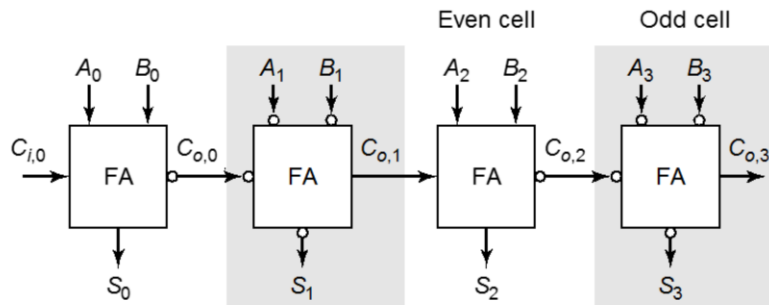 Even cell Odd cell
A0 B0 A1 B1 A2 B2 A3 B3
Ci,0 Co,0 Co,1 Co,2 Co,3
FA FA FA FA
S0 S1 S2 S3